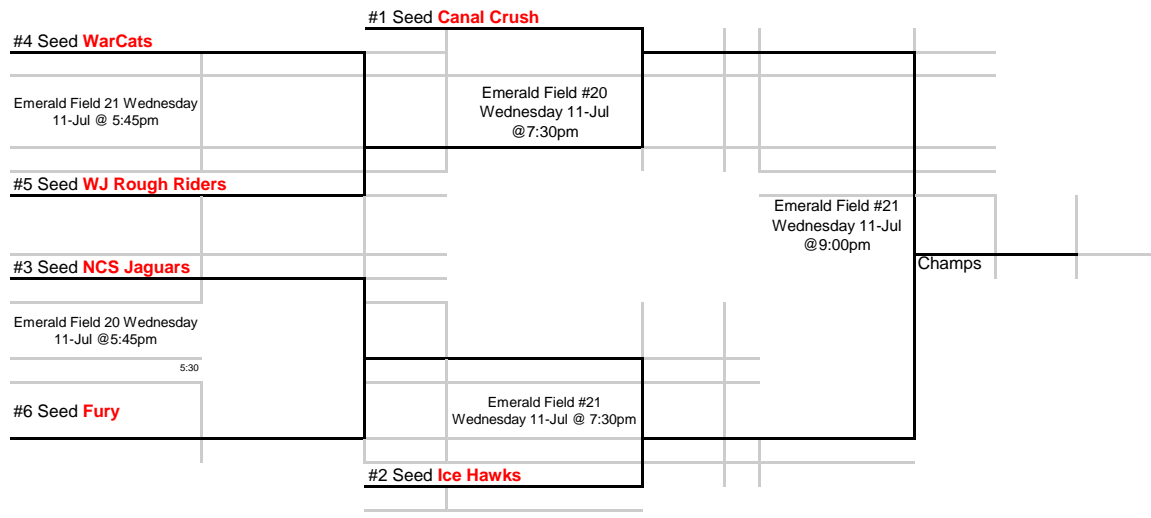 #1 Seed Canal Crush
#4 Seed WarCats
Emerald Field 21 Wednesday
11-Jul @ 5:45pm
Emerald Field #20
Wednesday 11-Jul
@7:30pm
#5 Seed WJ Rough Riders
Emerald Field #21
Wednesday 11-Jul
@9:00pm
Champs
#3 Seed NCS Jaguars
Emerald Field 20 Wednesday
11-Jul @5:45pm
5:30
#6 Seed Fury
Emerald Field #21
Wednesday 11-Jul @ 7:30pm
#2 Seed Ice Hawks